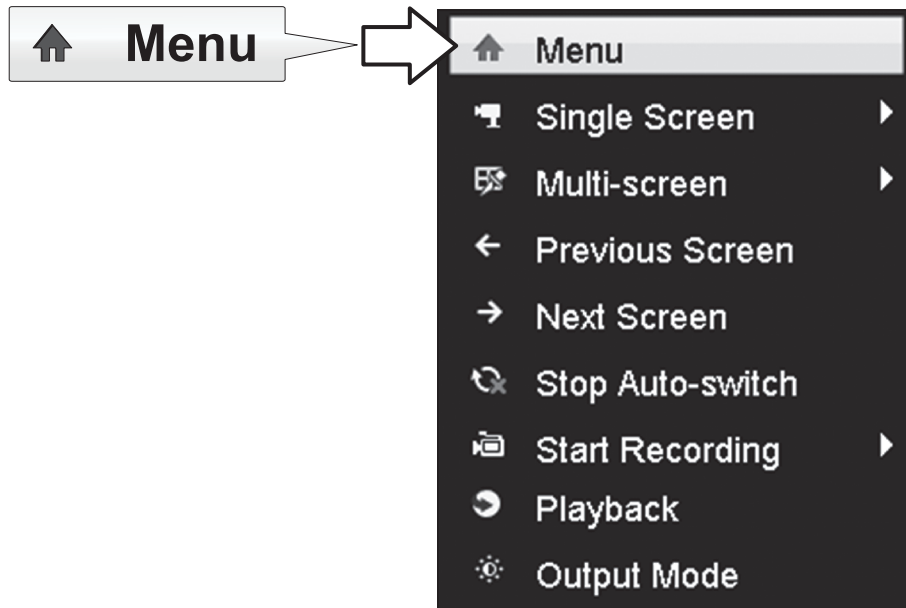 Menu
Menu
Single Screen
Multi-screen
Previous Screen
Next Screen
Stop Auto-switch
Start Recording
Playback
Output Mode